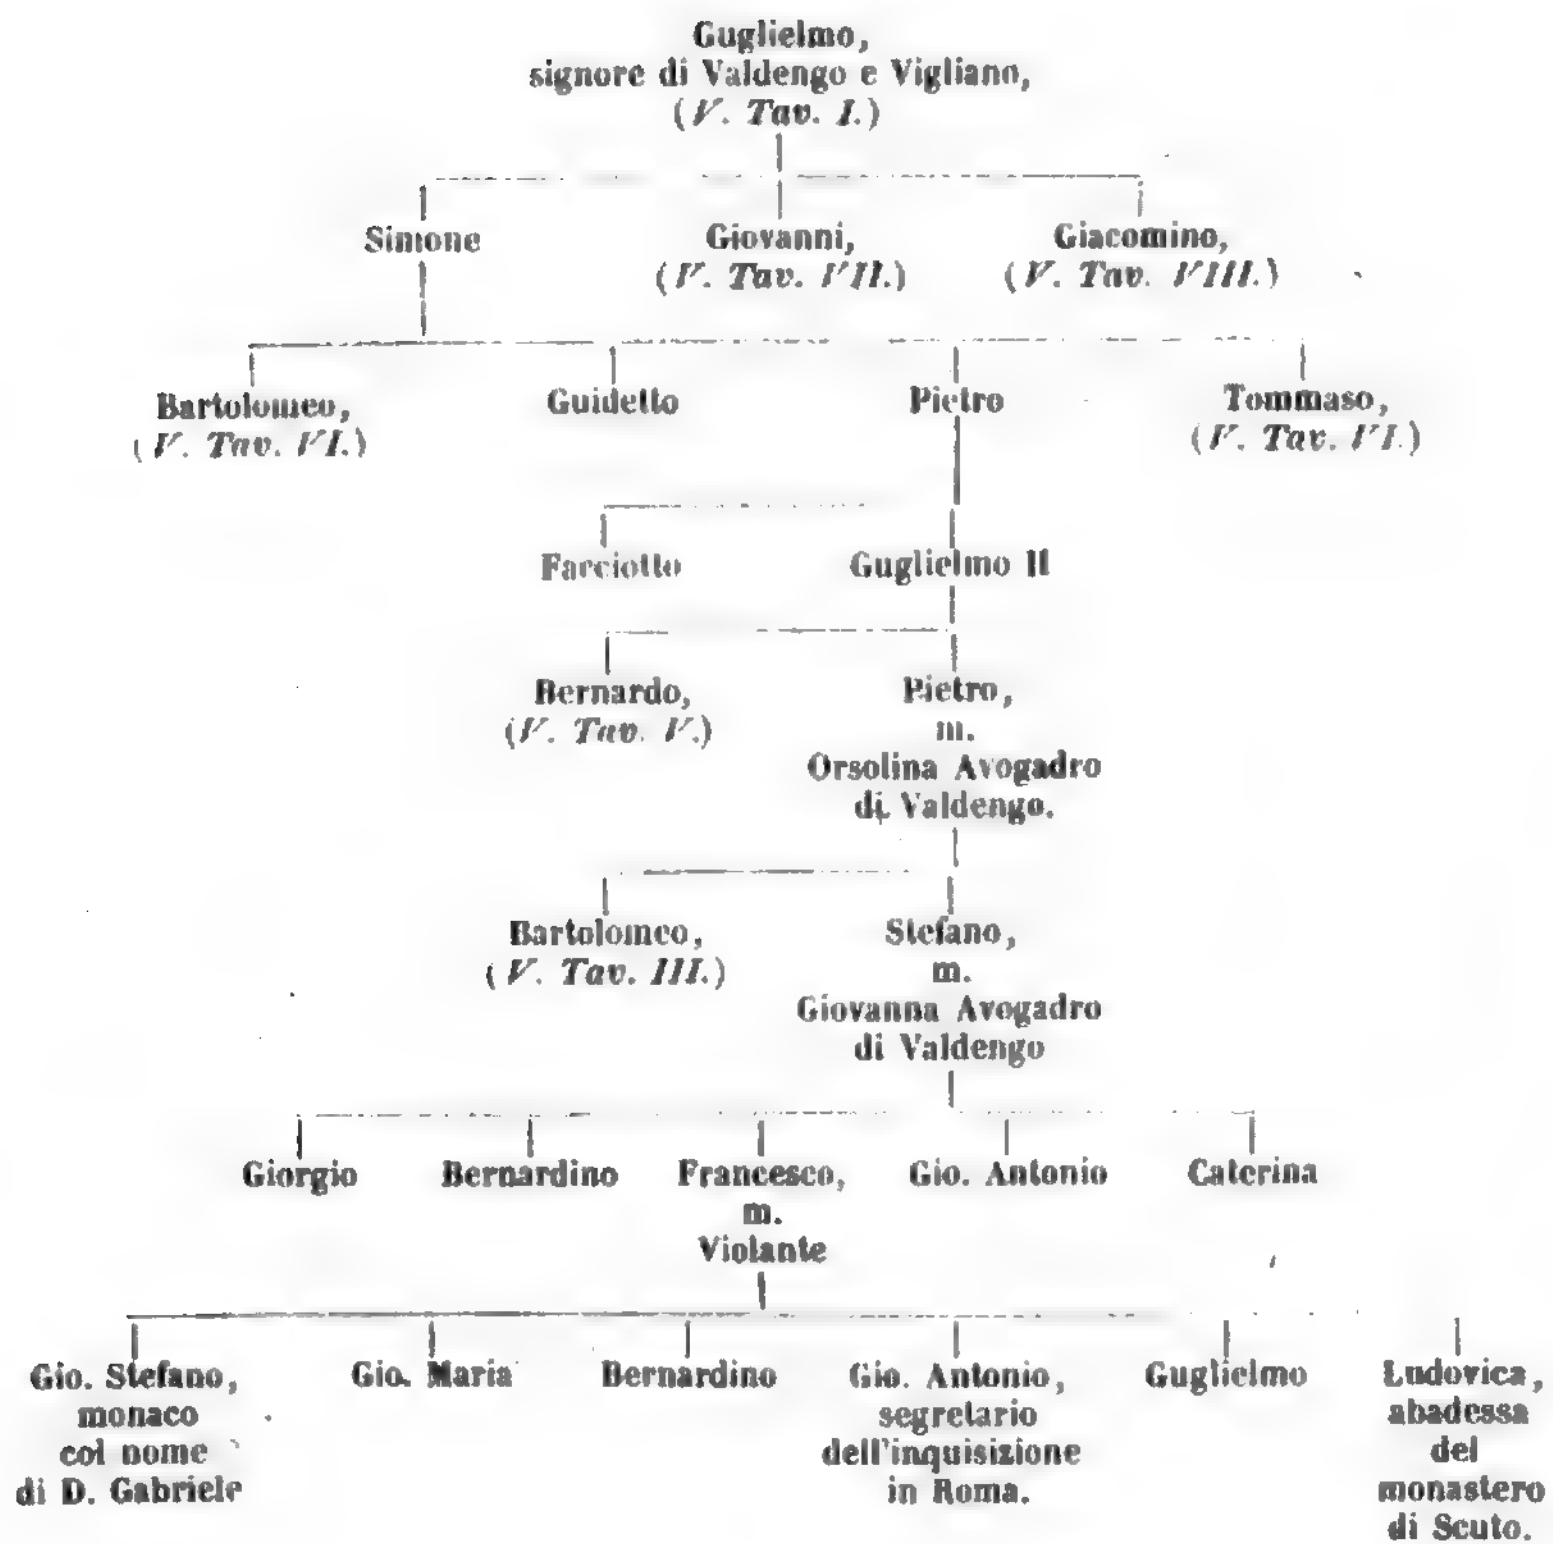 Guglielmo,
signore di Valdengo e Vigliano,
(V. Tav. I.)
Simone
Giovanni,
(V. Tav. VII.)
Giacomino,
(V. Tav. VIII.)
Bartolomeo,
(V. Tav. VI.)
Guidetto
Pietro
Tommaso,
(V. Tav. VI.)
Farciotto
Guglielmo II
Bernardo,
(V. Tav. V.)
Pietro,
m.
Orsolina Avogadro
di Valdengo.
Bartolomeo,
(V. Tav. III.)
Stefano,
m.
Giovanna Avogadro
di Valdengo
Giorgio
Bernardino
Francesco,
m.
Violante
Gio. Antonio
Caterina
Gio. Stefano,
monaco
col nome
di D. Gabriele
Gio. Maria
Bernardino
Gio. Antonio,
segretario
dell'inquisizione
in Roma.
Guglielmo
Ludovica,
abadessa
del
monastero
di Scuto.